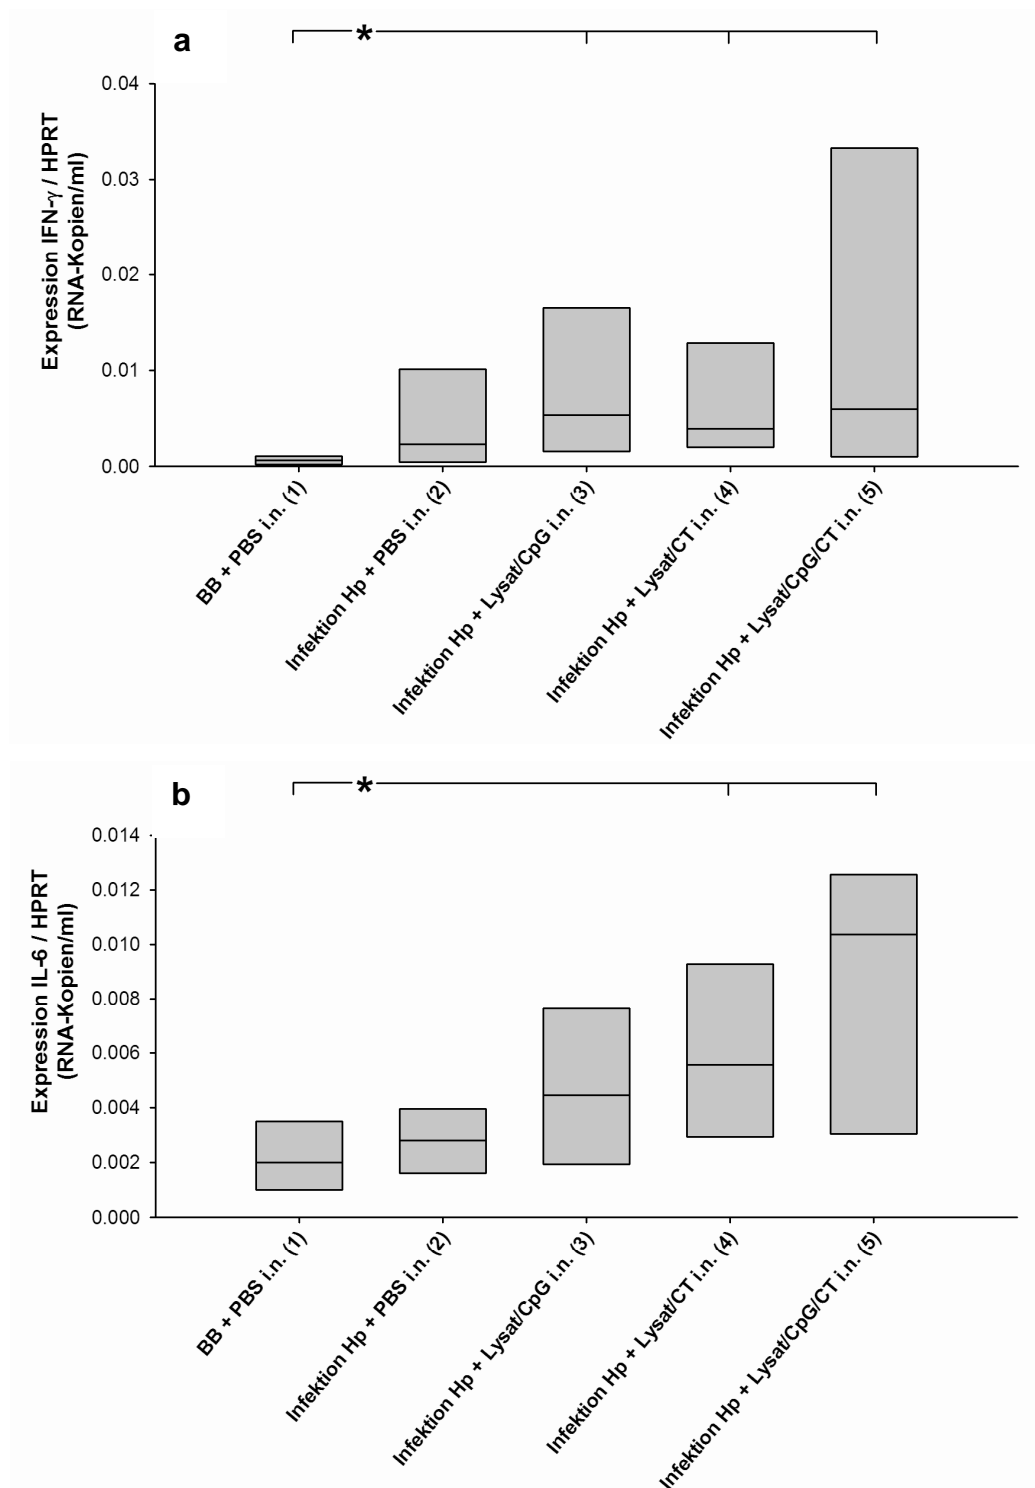 a
*
Expression IFN-γ / HPRT
(RNA-Kopien/ml)
0.04
0.03
0.02
0.01
0.00
BB + PBS i.n. (1)
Infektion Hp + PBS i.n. (2)
Infektion Hp + Lysat/CpG i.n. (3)
Infektion Hp + Lysat/CT i.n. (4)
Infektion Hp + Lysat/CpG/CT i.n. (5)
b
*
Expression IL-6 / HPRT
(RNA-Kopien/ml)
0.014
0.012
0.010
0.008
0.006
0.004
0.002
0.000
BB + PBS i.n. (1)
Infektion Hp + PBS i.n. (2)
Infektion Hp + Lysat/CpG i.n. (3)
Infektion Hp + Lysat/CT i.n. (4)
Infektion Hp + Lysat/CpG/CT i.n. (5)